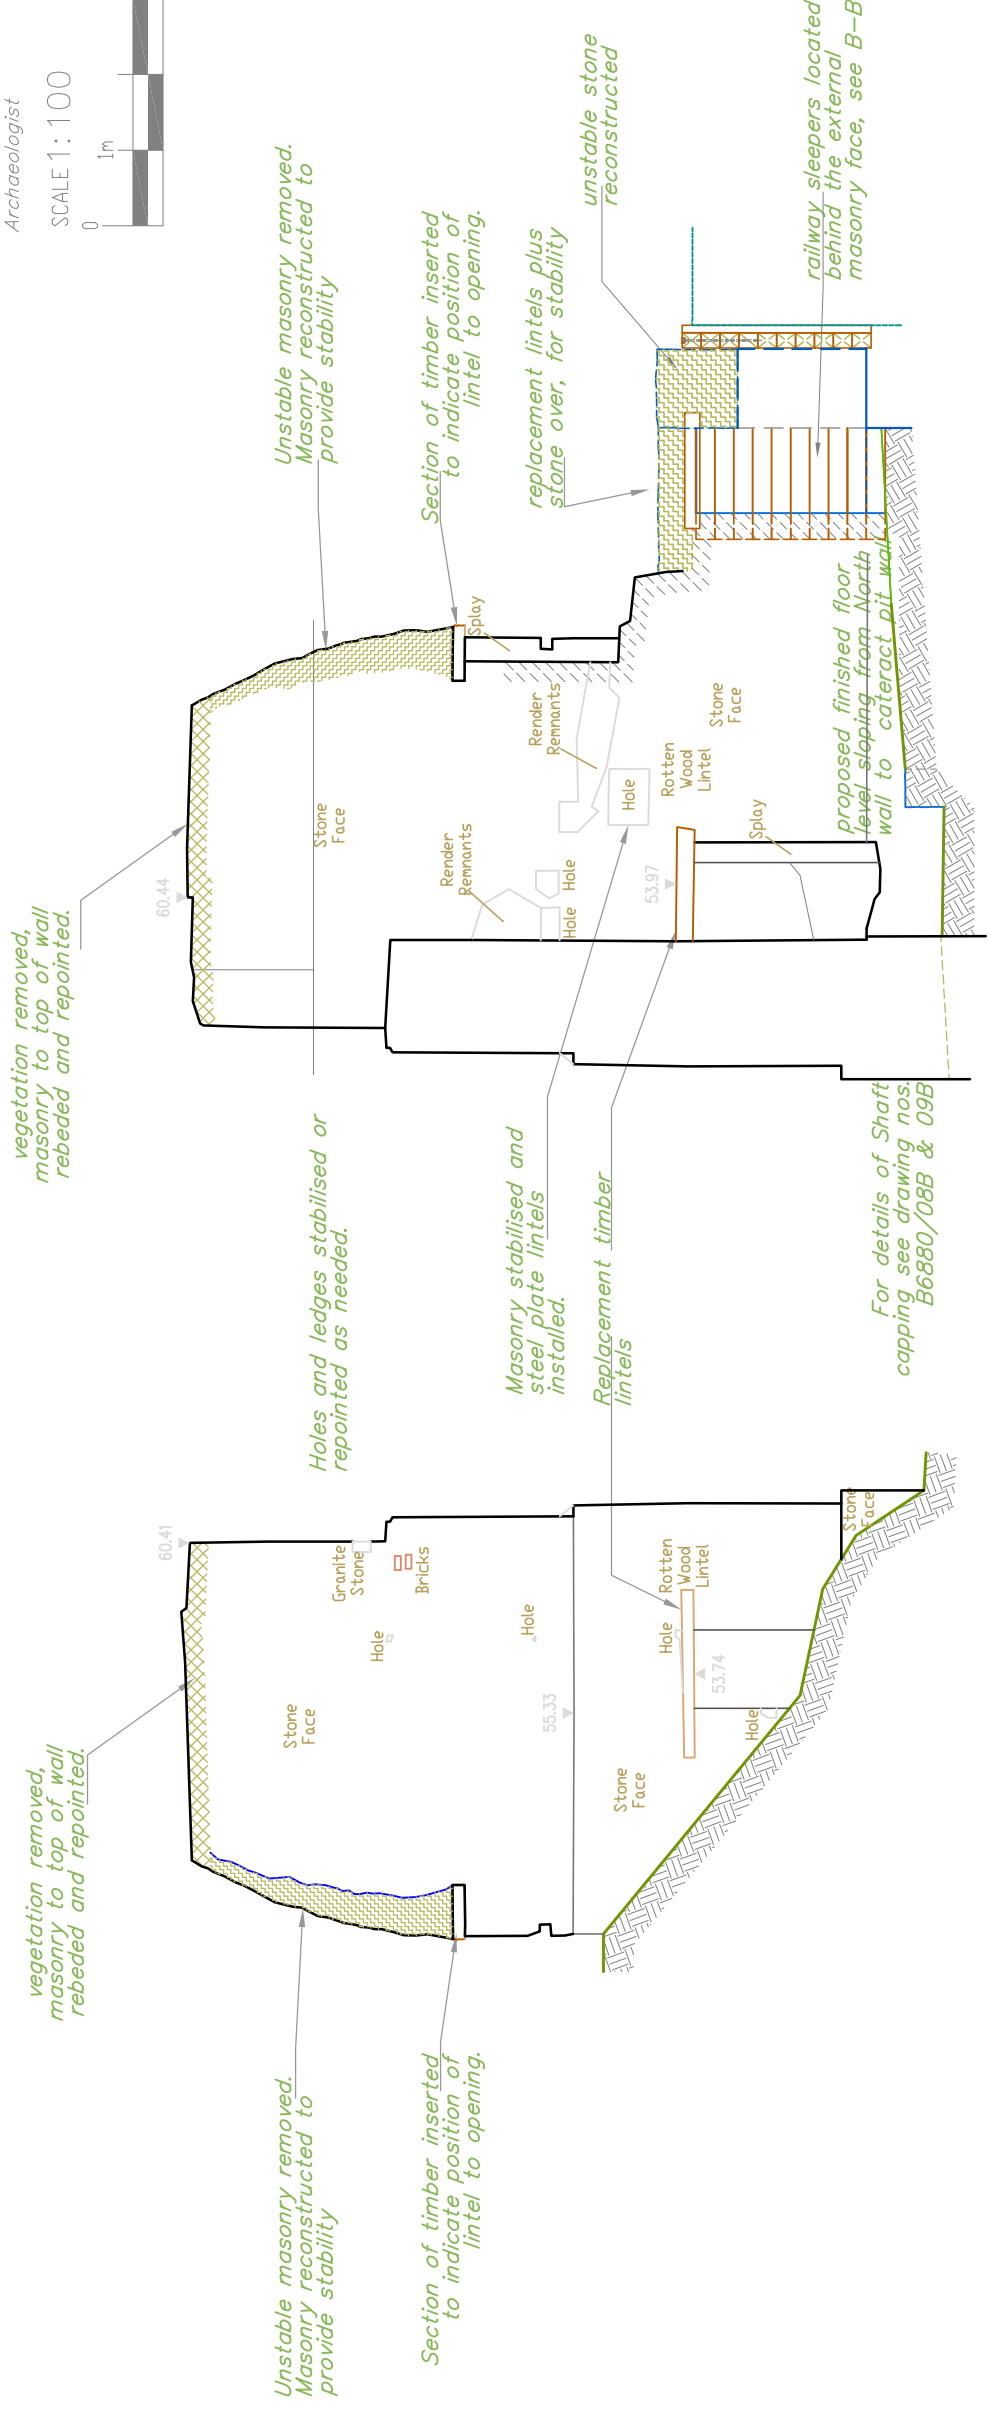 Archaeologist
SCALE 1:100
0
1m
vegetation removed,
masonry to top of wall
rebeded and repointed.
Unstable masonry removed.
Masonry reconstructed to
provide stability
Section of timber inserted
to indicate position of
lintel to opening.
60.41
Stone
Face
Granite
Stone
Bricks
Hole
Hole
55.33
Stone
Face
Hole
Rotten
Wood
Lintel
53.74
Hole
Stone
Face
Holes and ledges stabilised or
repointed as needed.
Masonry stabilised and
steel plate lintels
installed.
Replacement timber
lintels
For details of Shaft
capping see drawing nos.
B6880/08B & 09B
vegetation removed,
masonry to top of wall
rebeded and repointed.
60.44
Stone
Face
Render
Remnants
Hole
Hole
Render
Remnants
Splay
Hole
53.97
Rotten
Wood
Lintel
Stone
Face
Splay
Unstable masonry removed.
Masonry reconstructed to
provide stability
Section of timber inserted
to indicate position of
lintel to opening.
replacement lintels plus
stone over, for stability
unstable stone
reconstructed
railway sleepers located
behind the external
masonry face, see B-B
proposed finished floor
level sloping from North
wall to cateract pit wall